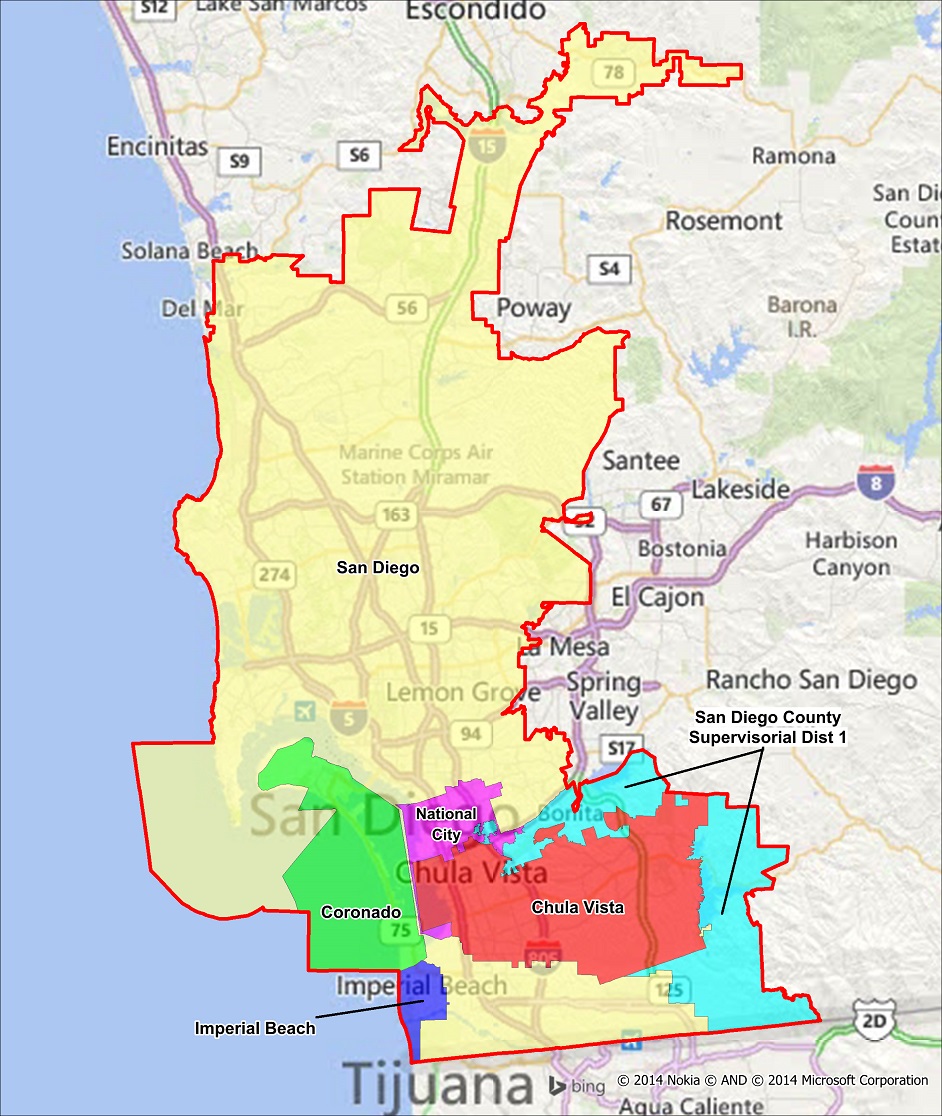 S12
Lake San Marcos
Escondido
78
Encinitas
S9
S6
15
Ramona
San Di
Coun
Estat
Rosemont
Solana Beach
S4
Del Mar
56
Poway
Barona
I.R.
Marine Corps Air
Station Miramar
Santee
67
Lakeside
8
163
52
Bostonia
Harbison
Canyon
San Diego
274
El Cajon
15
La Mesa
Lemon Grove
Spring
Valley
Rancho San Diego
5
94
S17
San Diego County
Supervisorial Dist 1
San Diego
National
City
Bonita
Chula Vista
Coronado
Chula Vista
75
805
Imperial Beach
125
Imperial Beach
2D
Tijuana
bing
© 2014 Nokia © AND © 2014 Microsoft Corporation
Agua Caliente